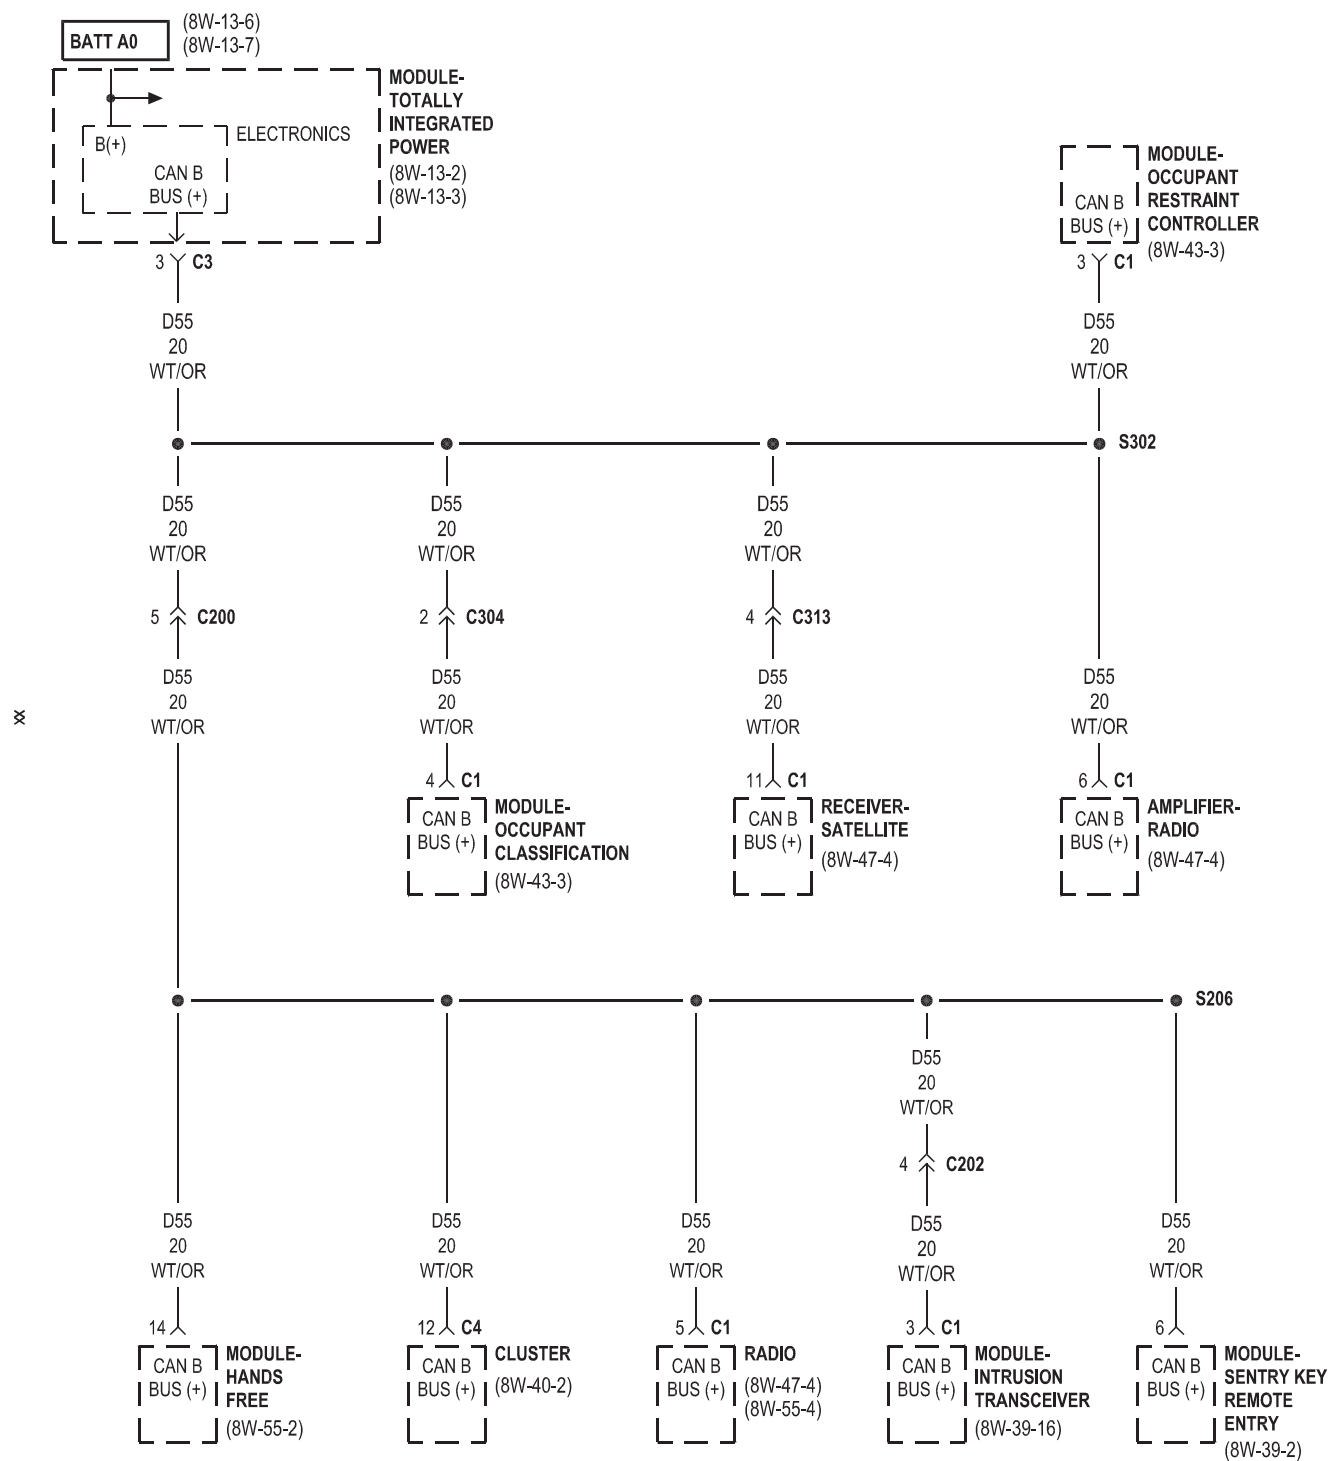 BATT A0
(8W-13-6)
(8W-13-7)
MODULE-
TOTALLY
INTEGRATED
POWER
(8W-13-2)
(8W-13-3)
B(+)
ELECTRONICS
CAN B
BUS (+)
3 C3
D55
20
WT/OR
CAN B
BUS (+)
MODULE-
OCCUPANT
RESTRAINT
CONTROLLER
(8W-43-3)
3 C1
D55
20
WT/OR
S302
D55
20
WT/OR
5 C200
D55
20
WT/OR
D55
20
WT/OR
2 C304
D55
20
WT/OR
4 C1
CAN B
BUS (+)
MODULE-
OCCUPANT
CLASSIFICATION
(8W-43-3)
D55
20
WT/OR
4 C313
D55
20
WT/OR
11 C1
CAN B
BUS (+)
RECEIVER-
SATELLITE
(8W-47-4)
D55
20
WT/OR
6 C1
CAN B
BUS (+)
AMPLIFIER-
RADIO
(8W-47-4)
XX
S206
D55
20
WT/OR
14
CAN B
BUS (+)
MODULE-
HANDS
FREE
(8W-55-2)
D55
20
WT/OR
12 C4
CAN B
BUS (+)
CLUSTER
(8W-40-2)
D55
20
WT/OR
5 C1
CAN B
BUS (+)
RADIO
(8W-47-4)
(8W-55-4)
D55
20
WT/OR
4 C202
D55
20
WT/OR
3 C1
CAN B
BUS (+)
MODULE-
INTRUSION
TRANSCEIVER
(8W-39-16)
D55
20
WT/OR
6
CAN B
BUS (+)
MODULE-
SENTRY KEY
REMOTE
ENTRY
(8W-39-2)